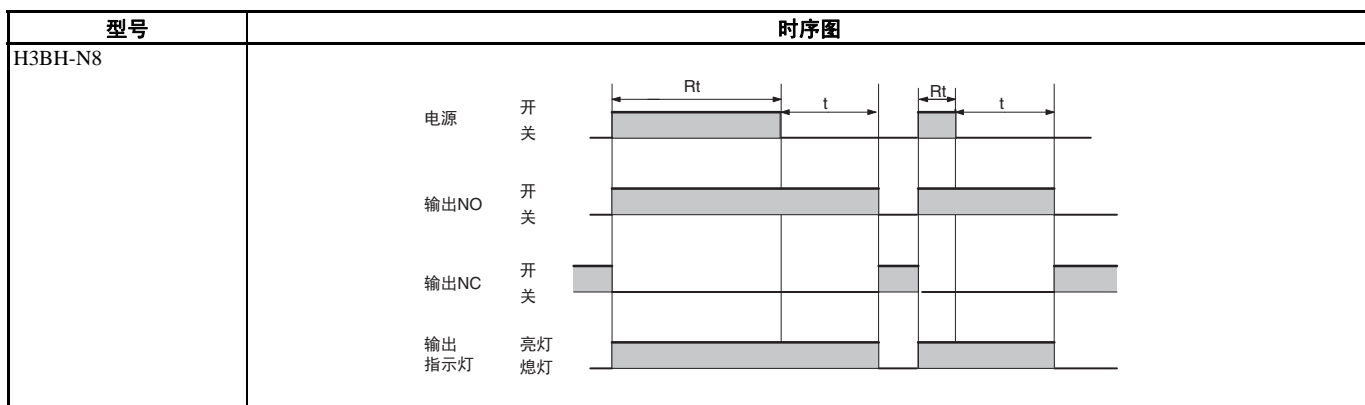 型号 时序图
H3BH-N8
Rt t Rt t
电源 开
关
输出NO 开
关
输出NC 开
关
输出 亮灯
指示灯 熄灯